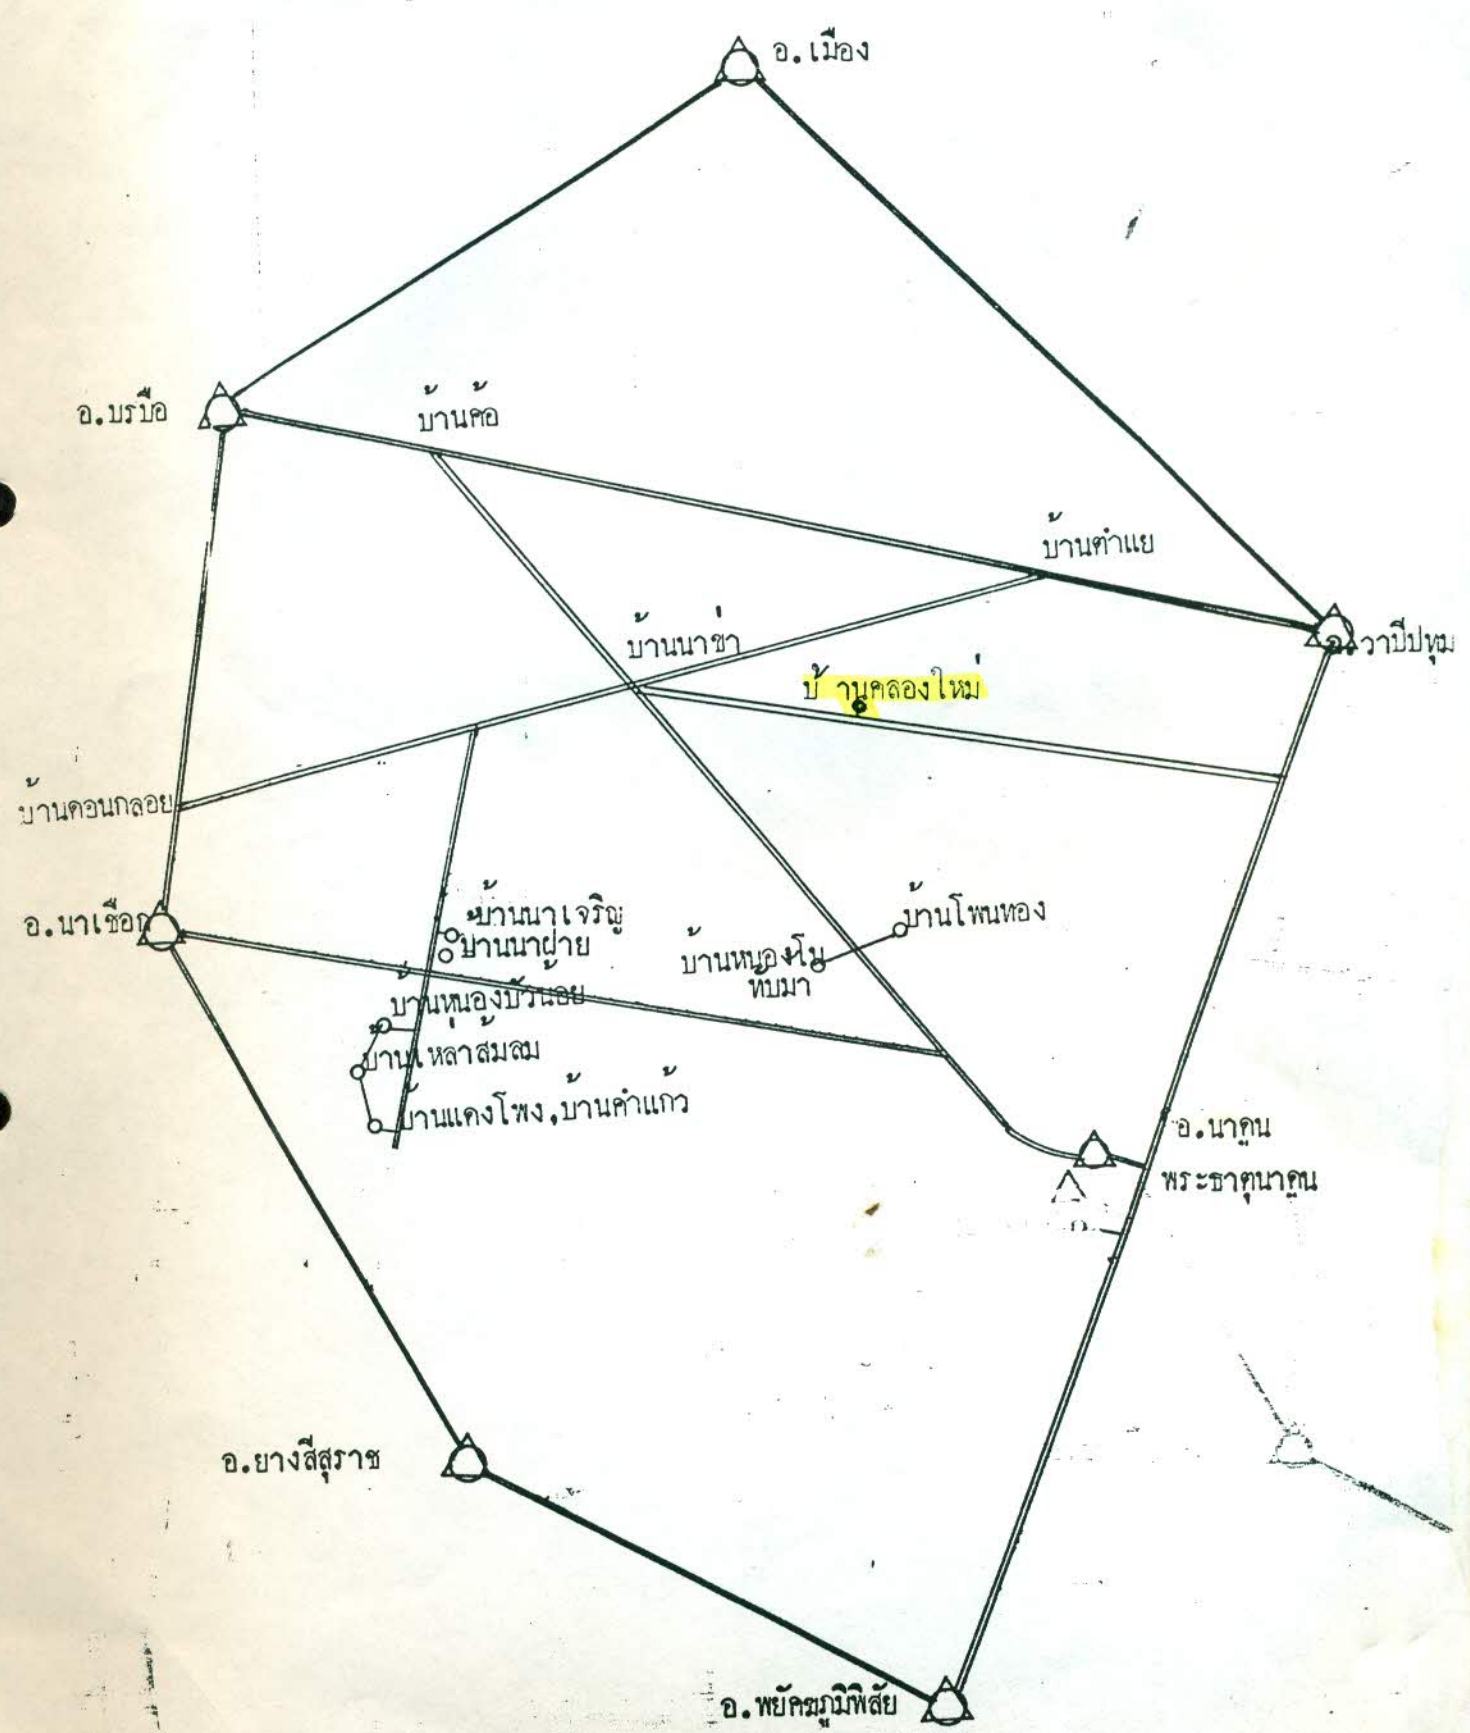 อ.เมือง
อ.บรบือ
บ้านค้อ
บ้านตำแย
บ้านนาข่า
อ.วาปีปทุม
บ้านคลองใหม่
บ้านดอนกลอย
อ.นาเชือก
บ้านนาเจริญ
บ้านนาฝาย
บ้านโพนทอง
บ้านหนองโน
ทับมา
บ้านหนองบัวน้อย
บ้านเหล่าส้มลม
บ้านแดงโพง,บ้านคำแก้ว
อ.นาดูน
พระธาตุนาดูน
อ.ยางสีสุราช
อ.พยัคฆภูมิพิสัย